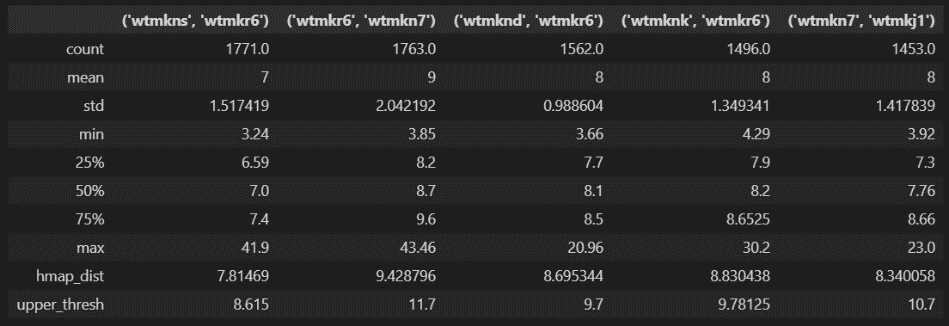 ('wtmkns', 'wtmkr6') ('wtmkr6', 'wtmkn7') ('wtmknd', 'wtmkr6') ('wtmknk', 'wtmkr6') ('wtmkn7', 'wtmkj1')
count 1771.0 1763.0 1562.0 1496.0 1453.0
mean 7 9 8 8 8
std 1.517419 2.042192 0.988604 1.349341 1.417839
min 3.24 3.85 3.66 4.29 3.92
25% 6.59 8.2 7.7 7.9 7.3
50% 7.0 8.7 8.1 8.2 7.76
75% 7.4 9.6 8.5 8.6525 8.66
max 41.9 43.46 20.96 30.2 23.0
hmap_dist 7.81469 9.428796 8.695344 8.830438 8.340058
upper_thresh 8.615 11.7 9.7 9.78125 10.7